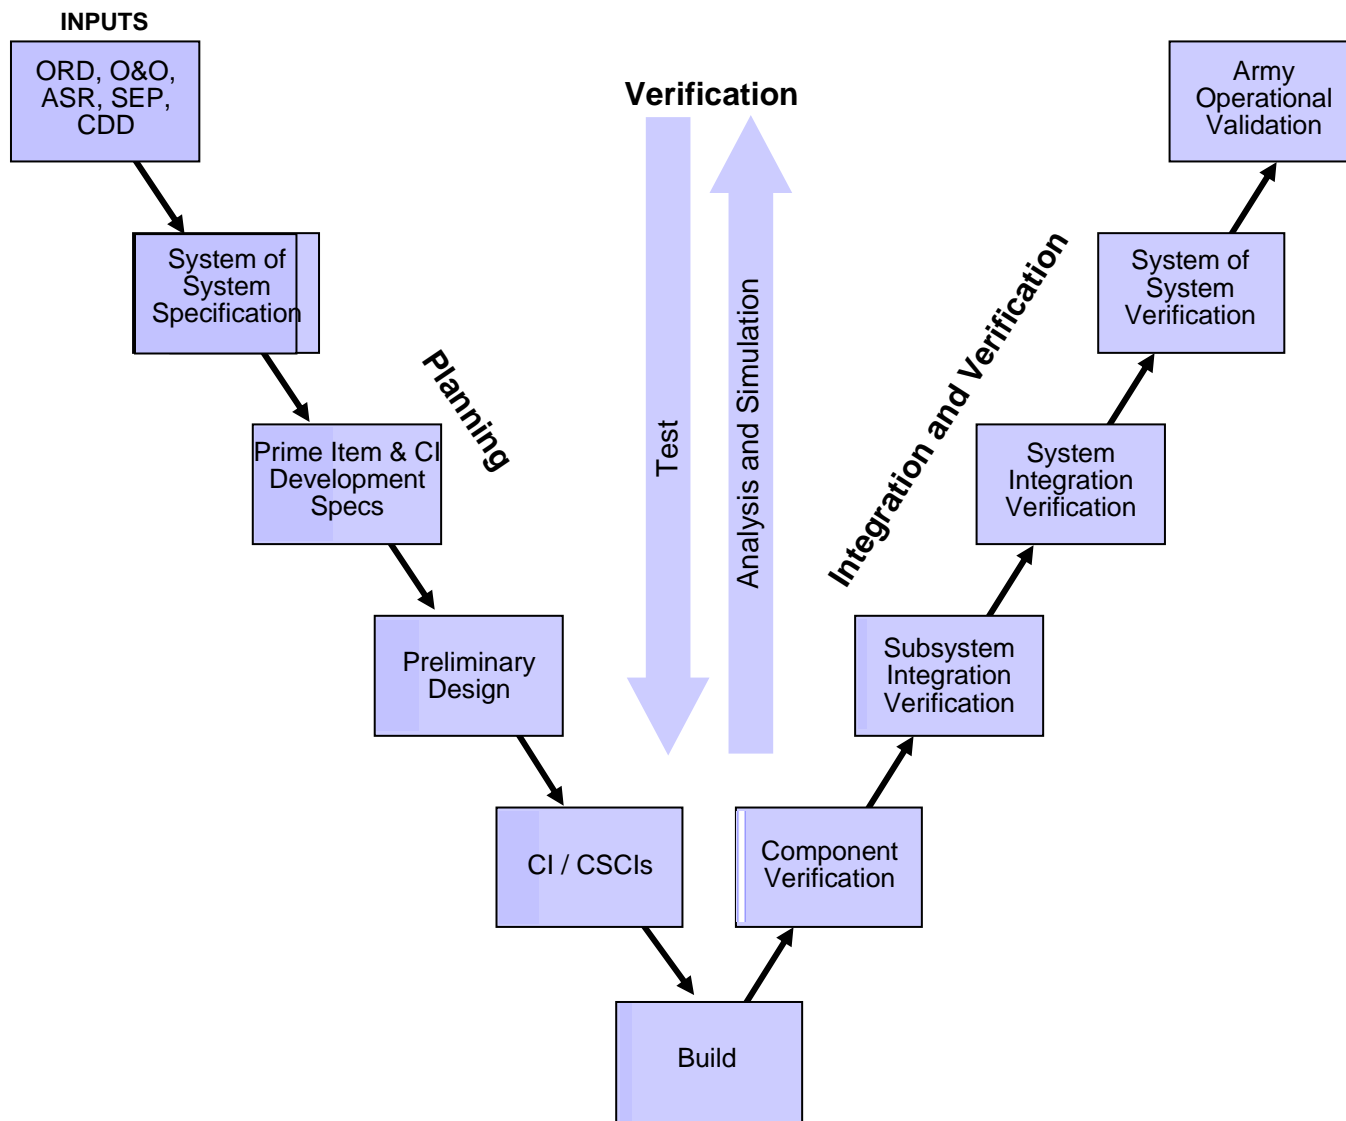 INPUTS
ORD, O&O,
ASR, SEP,
CDD
System of
System
Specification
Planning
Prime Item & CI
Development
Specs
Preliminary
Design
CI / CSCIs
Build
Verification
Test
Analysis and Simulation
Integration and Verification
Component
Verification
Subsystem
Integration
Verification
System
Integration
Verification
System of
System
Verification
Army
Operational
Validation